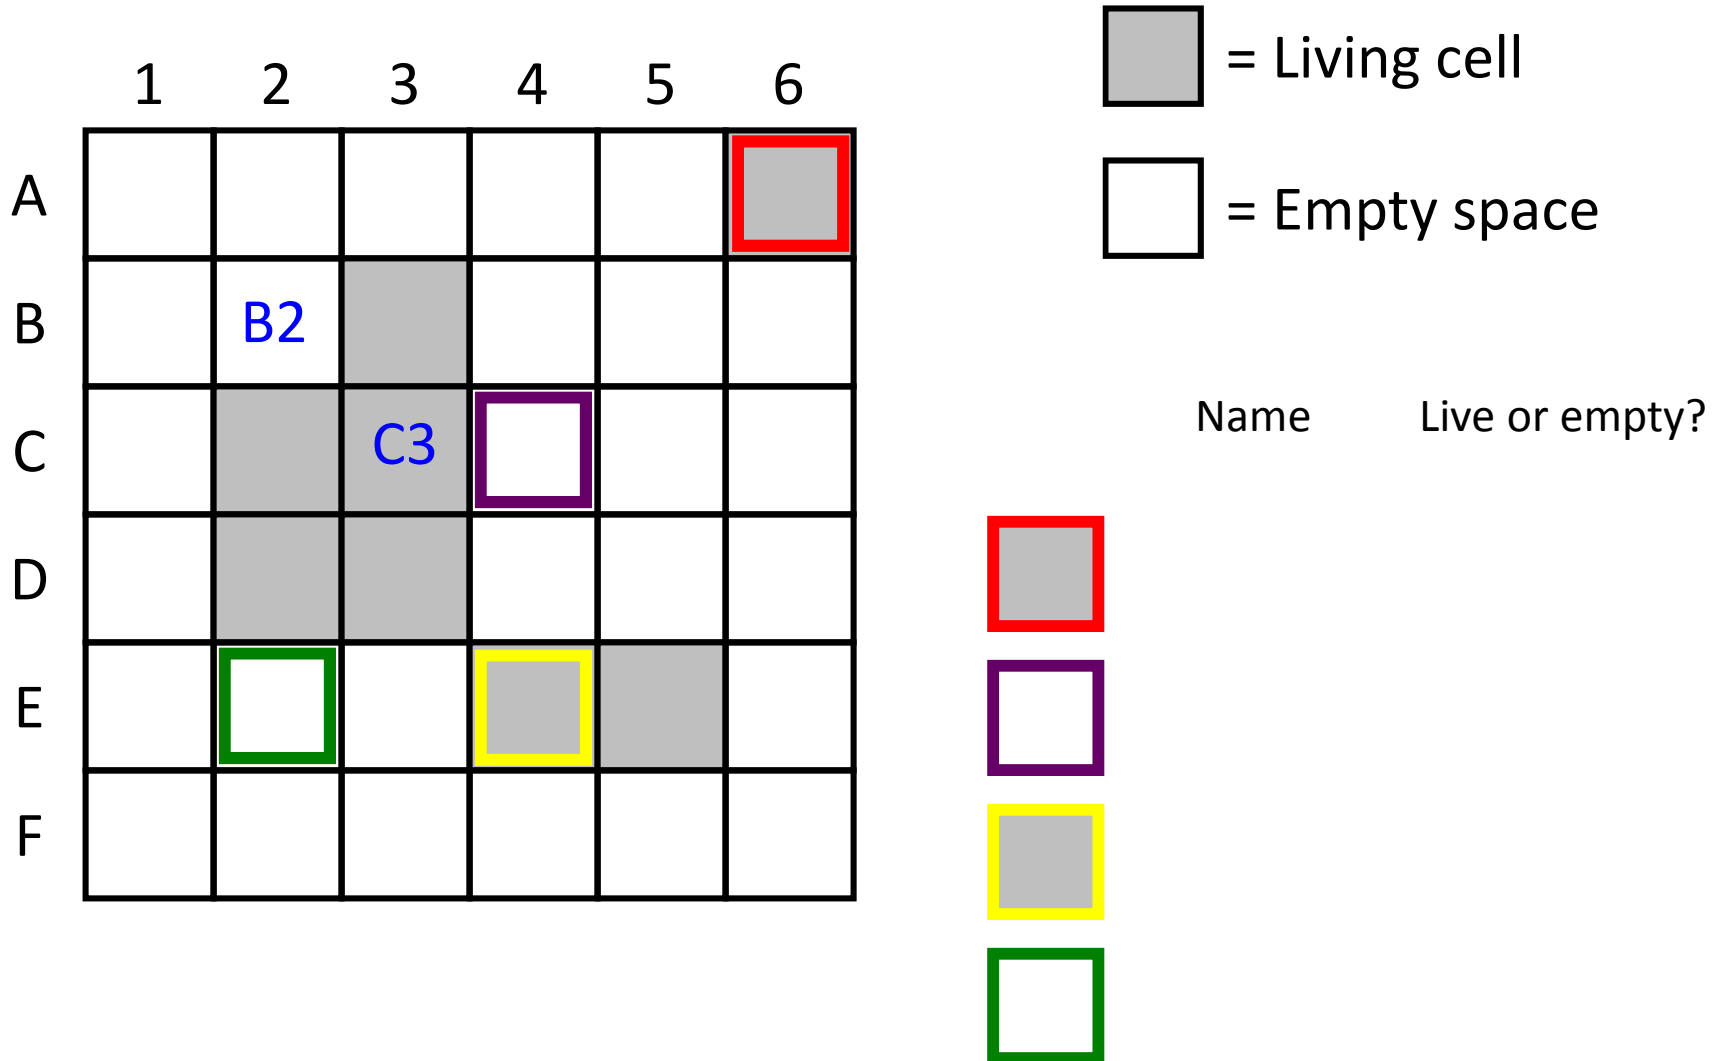 = Living cell
1 2 3 4 5 6
A
= Empty space
B B2
Name Live or empty?
C C3
D
E
F